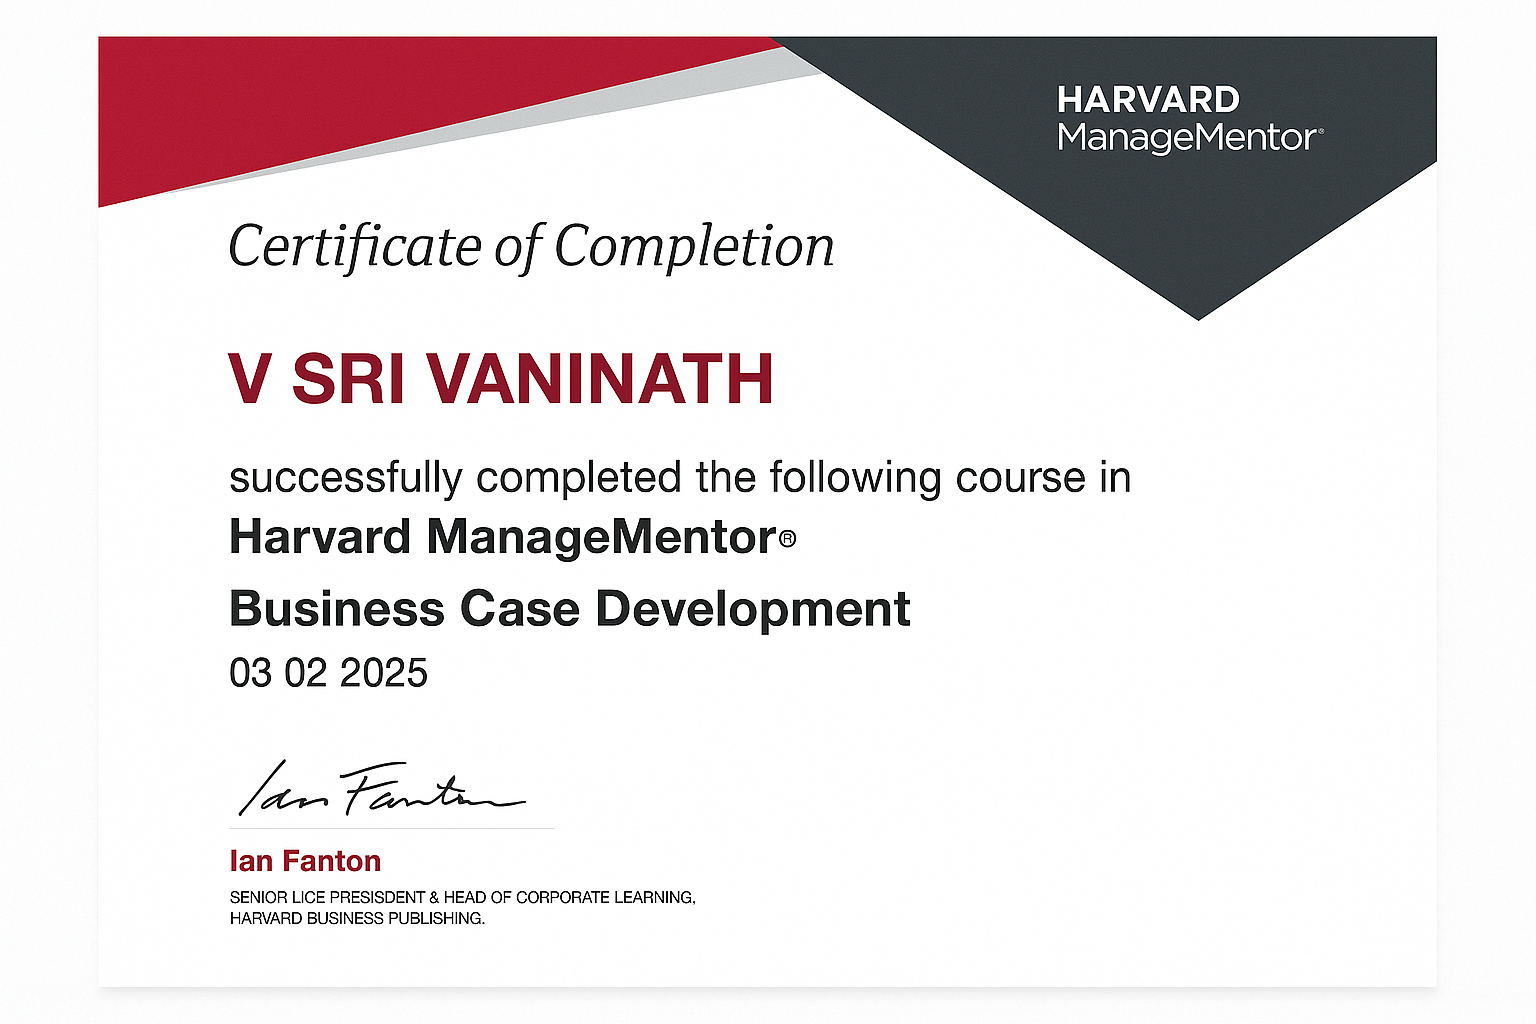 HARVARD
ManageMentor®
Certificate of Completion
V SRI VANINATH
successfully completed the following course in
Harvard ManageMentor®
Business Case Development
03 02 2025
Ian Fanton
Ian Fanton
SENIOR LICE PRESISDENT & HEAD OF CORPORATE LEARNING,
HARVARD BUSINESS PUBLISHING.